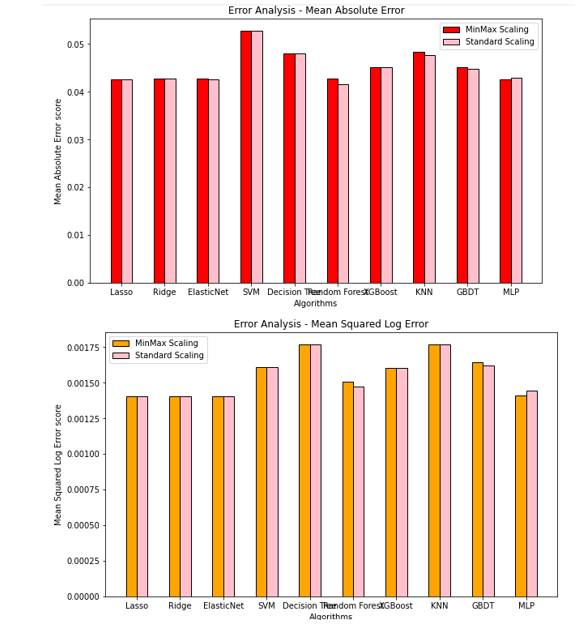 Error Analysis - Mean Absolute Error
MinMax Scaling
Standard Scaling
0.05
0.04
0.03
0.02
0.01
0.00
Mean Absolute Error score
Lasso Ridge ElasticNet SVM Decision Tree Random Forest XGBoost KNN GBDT MLP
Algorithms
Error Analysis - Mean Squared Log Error
MinMax Scaling
Standard Scaling
0.00175
0.00150
0.00125
0.00100
0.00075
0.00050
0.00025
0.00000
Mean Squared Log Error score
Lasso Ridge ElasticNet SVM Decision Tree Random Forest XGBoost KNN GBDT MLP
Algorithms